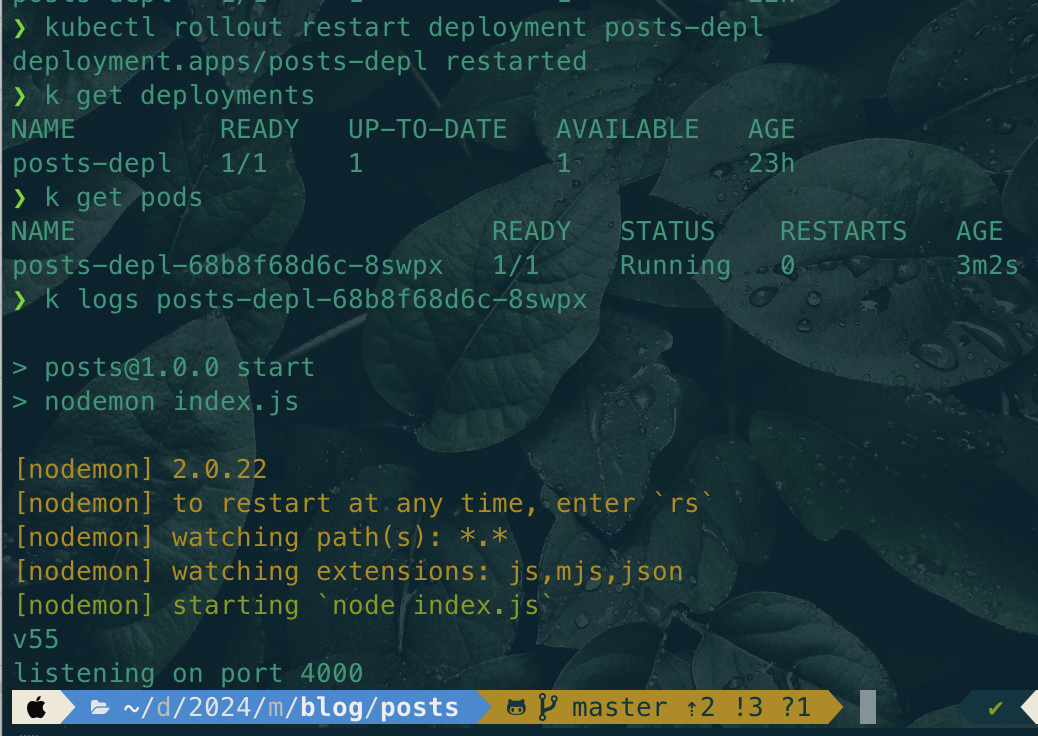 ❯ kubectl rollout restart deployment posts-depl
deployment.apps/posts-depl restarted
❯ k get deployments
NAME         READY   UP-TO-DATE   AVAILABLE   AGE
posts-depl   1/1     1            1           23h
❯ k get pods
NAME                          READY   STATUS    RESTARTS   AGE
posts-depl-68b8f68d6c-8swpx   1/1     Running   0          3m2s
❯ k logs posts-depl-68b8f68d6c-8swpx
> posts@1.0.0 start
> nodemon index.js
[nodemon] 2.0.22
[nodemon] to restart at any time, enter `rs`
[nodemon] watching path(s): *.*
[nodemon] watching extensions: js,mjs,json
[nodemon] starting `node index.js`
v55
listening on port 4000
~/d/2024/m/blog/posts master ⇡2 !3 ?1 ✔